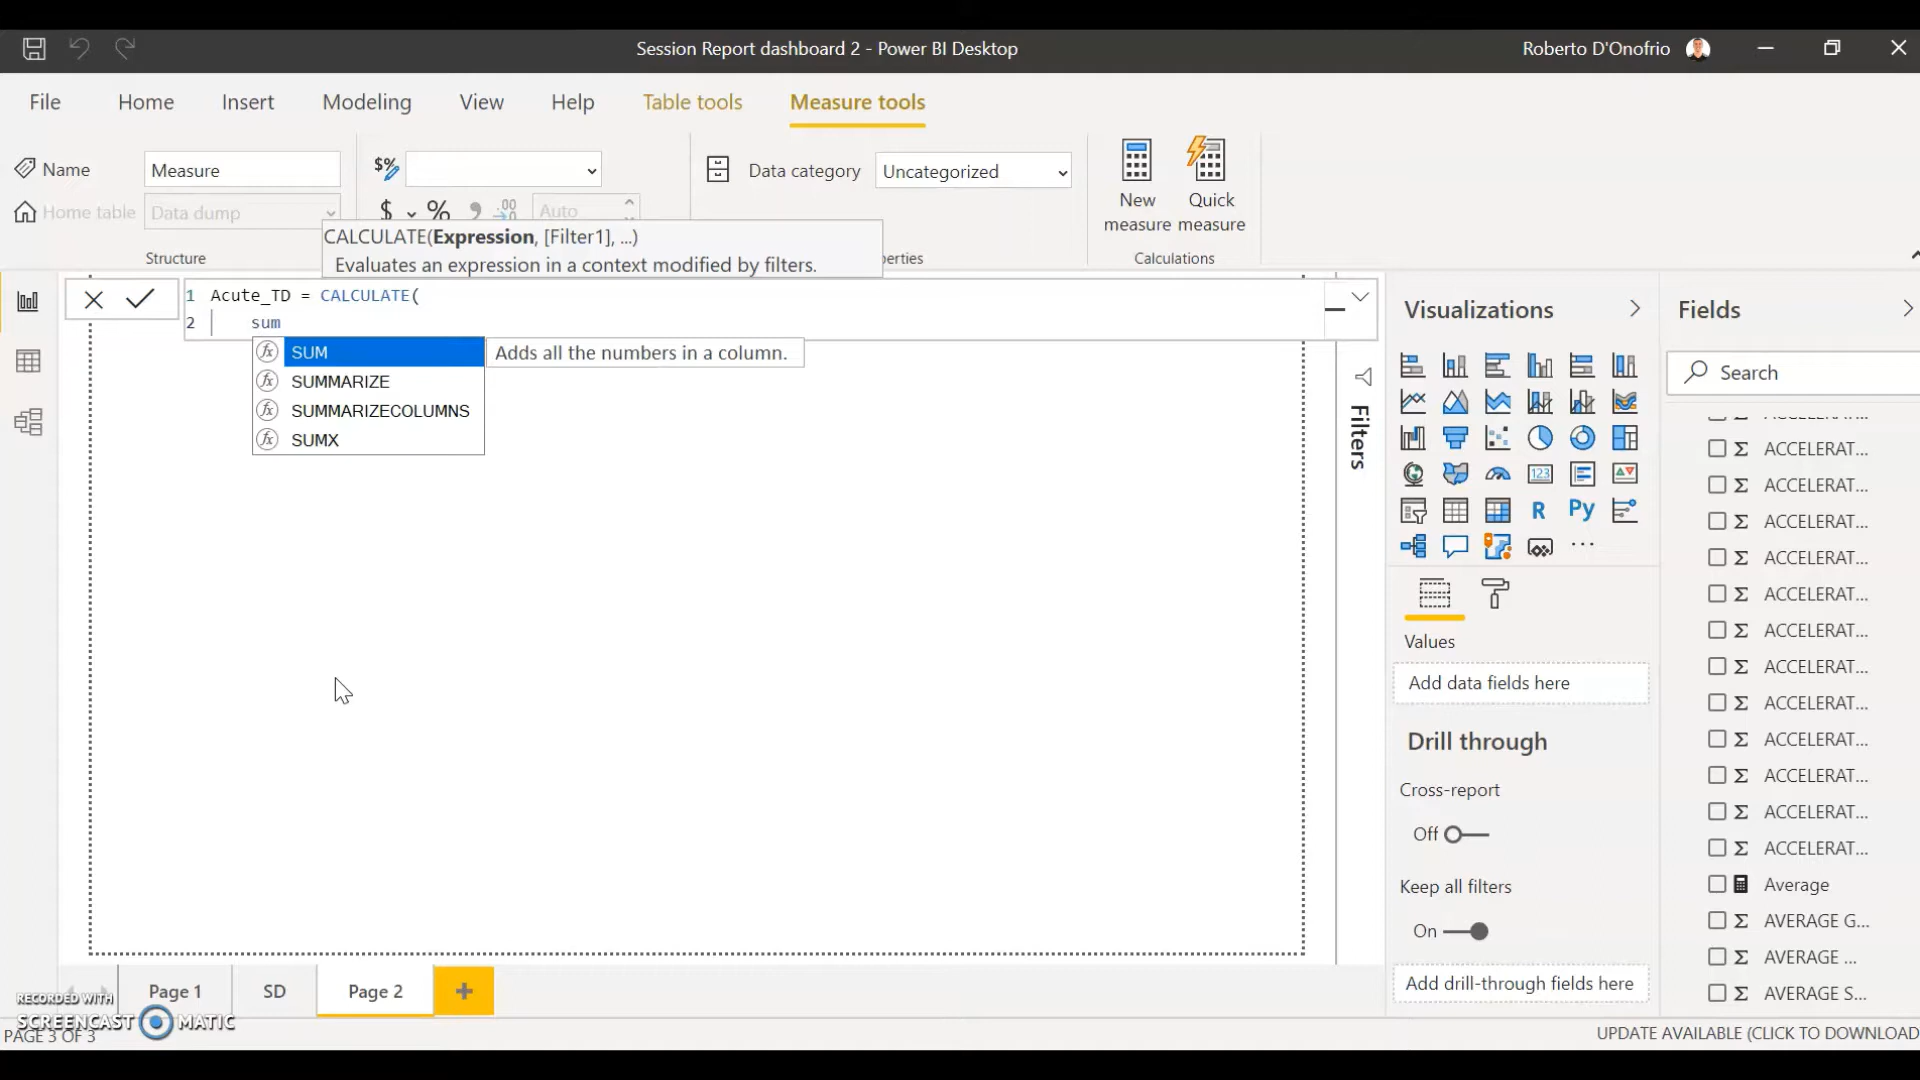 Session Report dashboard 2 - Power BI Desktop
Roberto D'Onofrio
File Home Insert Modeling View Help Table tools Measure tools
Name
Measure
Home table
Data dump
Structure
$%
$ % Auto
CALCULATE(Expression, [Filter1], ...)
Evaluates an expression in a context modified by filters.
Data category
Uncategorized
erties
New measure
Quick measure
Calculations
1 Acute_TD = CALCULATE(
2 sum
SUM
Adds all the numbers in a column.
SUMMARIZE
SUMMARIZECOLUMNS
SUMX
Filters
Visualizations
R
Py
123
Values
Add data fields here
Drill through
Cross-report
Off
Keep all filters
On
Add drill-through fields here
Fields
Search
ACCELERAT...
ACCELERAT...
ACCELERAT...
ACCELERAT...
ACCELERAT...
ACCELERAT...
ACCELERAT...
ACCELERAT...
ACCELERAT...
ACCELERAT...
ACCELERAT...
ACCELERAT...
Average
AVERAGE G...
AVERAGE ...
AVERAGE S...
Page 1
SD
Page 2
RECORDED WITH
SCREENCAST MATIC
PAGE 3 OF 3
UPDATE AVAILABLE (CLICK TO DOWNLOAD